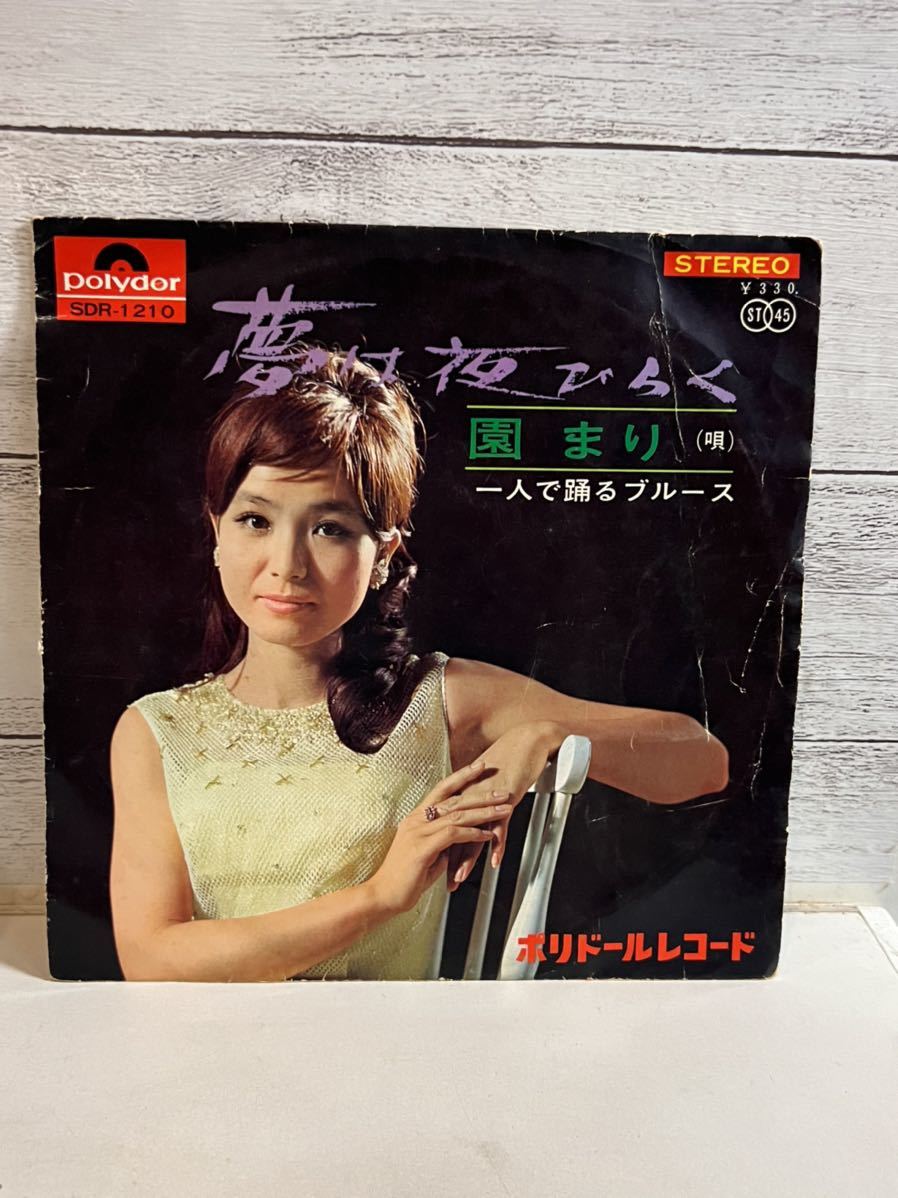 polydor
SDR-1210
STEREO
¥330.
ST 45
夢は夜ひらく
園まり (唄)
一人で踊るブルース
ポリドールレコード